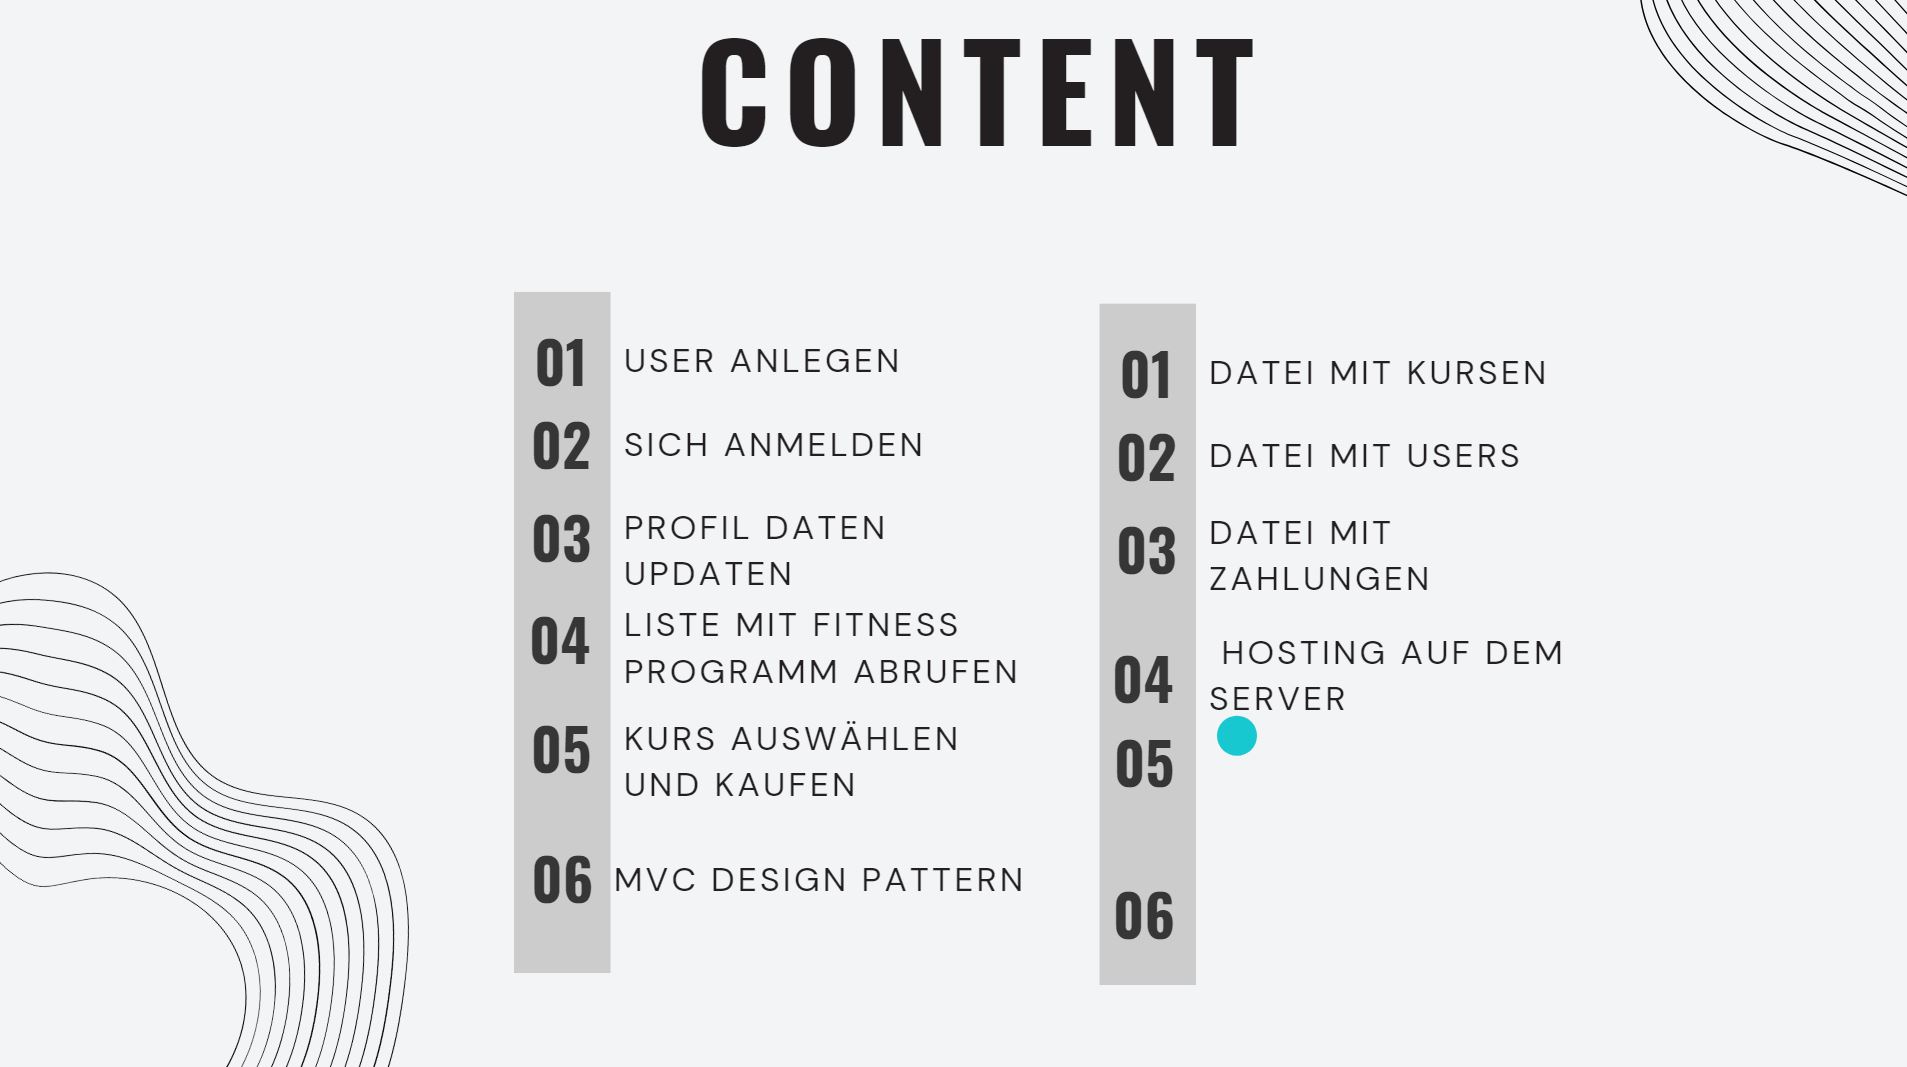 CONTENT
01 USER ANLEGEN
02 SICH ANMELDEN
03 PROFIL DATEN
UPDATEN
04 LISTE MIT FITNESS
PROGRAMM ABRUFEN
05 KURS AUSWÄHLEN
UND KAUFEN
06 MVC DESIGN PATTERN
01 DATEI MIT KURSEN
02 DATEI MIT USERS
03 DATEI MIT
ZAHLUNGEN
04 HOSTING AUF DEM
SERVER
05
06